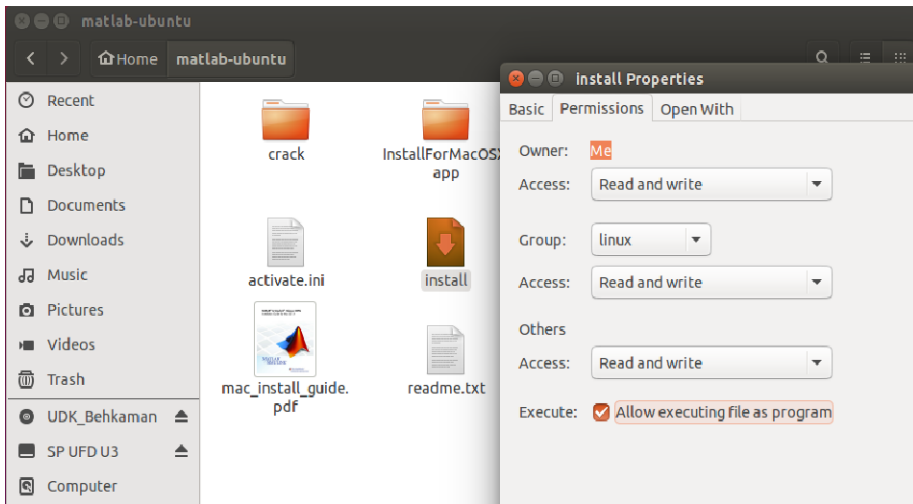 matlab-ubuntu
Home
matlab-ubuntu
Recent
Home
Desktop
Documents
Downloads
Music
Pictures
Videos
Trash
UDK_Behkaman
SP UFD U3
Computer
crack
InstallForMacOSX
app
activate.ini
install
mac_install_guide.
pdf
readme.txt
install Properties
Basic Permissions Open With
Owner: Me
Access: Read and write
Group: linux
Access: Read and write
Others
Access: Read and write
Execute: Allow executing file as program